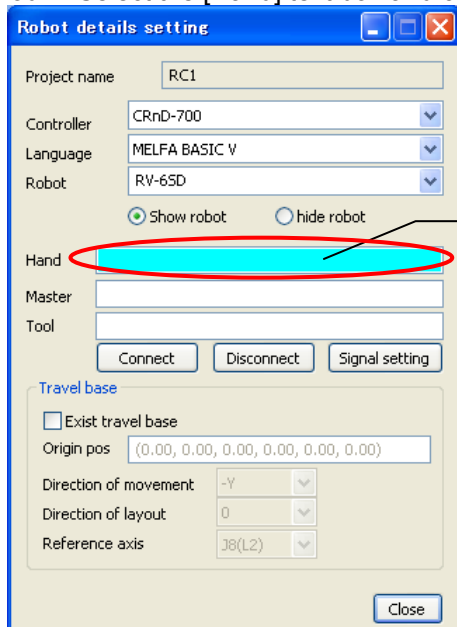 Robot details setting
Project name RC1
Controller CRnD-700
Language MELFA BASIC V
Robot RV-6SD
Show robot hide robot
Hand
Master
Tool
Connect Disconnect Signal setting
Travel base
Exist travel base
Origin pos (0.00, 0.00, 0.00, 0.00, 0.00, 0.00)
Direction of movement -Y
Direction of layout 0
Reference axis J8(L2)
Close